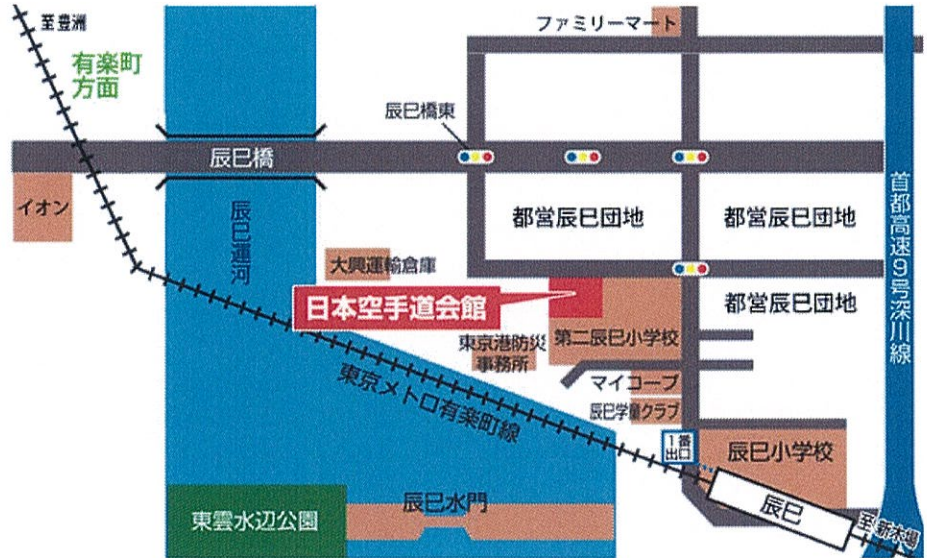 至豊洲
ファミリーマート
有楽町
方面
辰巳橋東
辰巳橋
イオン
辰巳運河
都営辰巳団地
都営辰巳団地
首都高速9号深川線
大興運輸倉庫
日本空手道会館
都営辰巳団地
東京港防災
事務所
第二辰巳小学校
東京メトロ有楽町線
マイコープ
辰巳学童クラブ
1番
出口
辰巳小学校
東雲水辺公園
辰巳水門
辰巳
至新木場